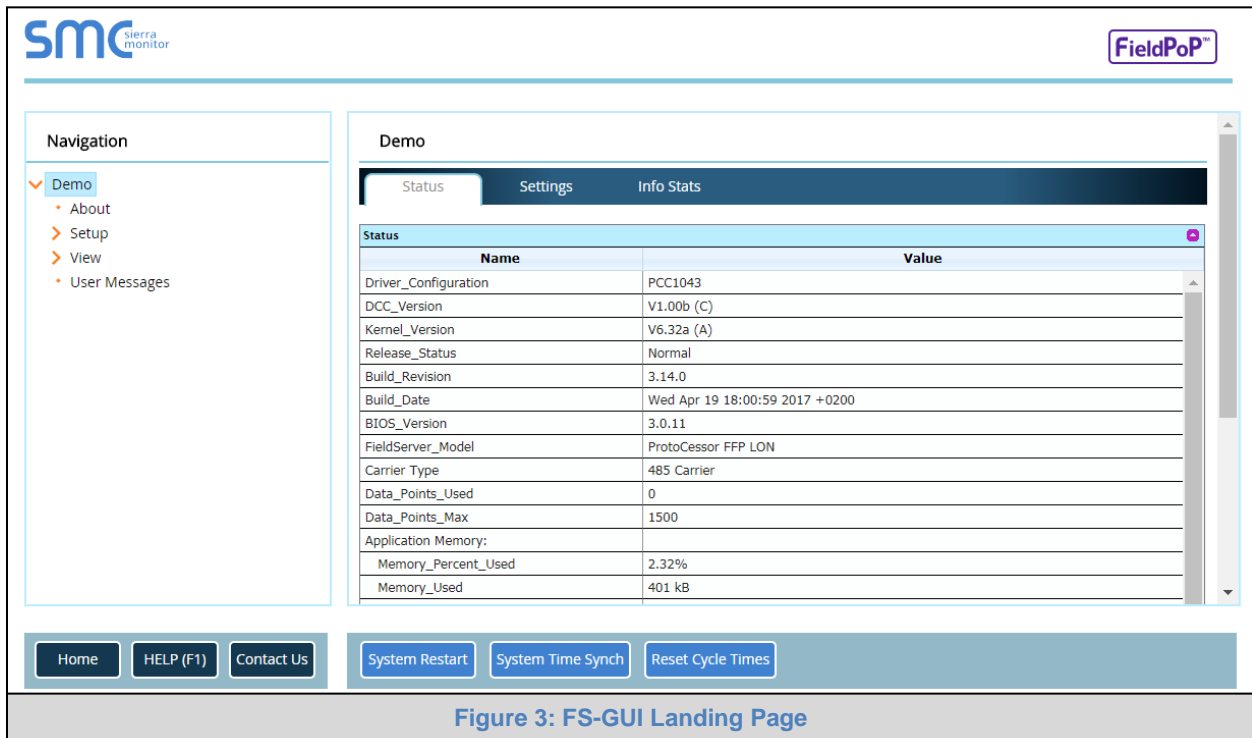 SMC sierra monitor
FieldPoP™
Navigation
Demo
About
Setup
View
User Messages
Demo
Status Settings Info Stats
Status
Name Value
Driver_Configuration PCC1043
DCC_Version V1.00b (C)
Kernel_Version V6.32a (A)
Release_Status Normal
Build_Revision 3.14.0
Build_Date Wed Apr 19 18:00:59 2017 +0200
BIOS_Version 3.0.11
FieldServer_Model ProtoCessor FFP LON
Carrier Type 485 Carrier
Data_Points_Used 0
Data_Points_Max 1500
Application Memory:
Memory_Percent_Used 2.32%
Memory_Used 401 kB
Home HELP (F1) Contact Us
System Restart System Time Synch Reset Cycle Times
Figure 3: FS-GUI Landing Page